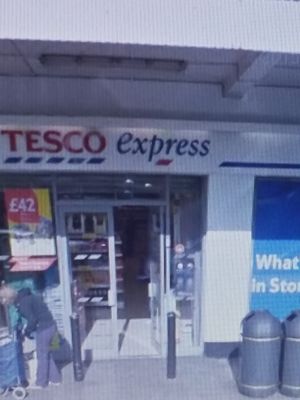 TESCO express
£42
What
in Stor